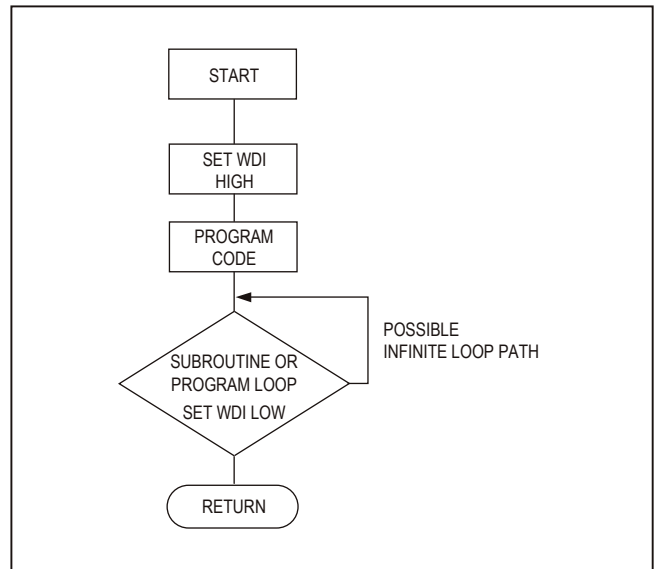 START
SET WDI
HIGH
PROGRAM
CODE
POSSIBLE
INFINITE LOOP PATH
SUBROUTINE OR
PROGRAM LOOP
SET WDI LOW
RETURN